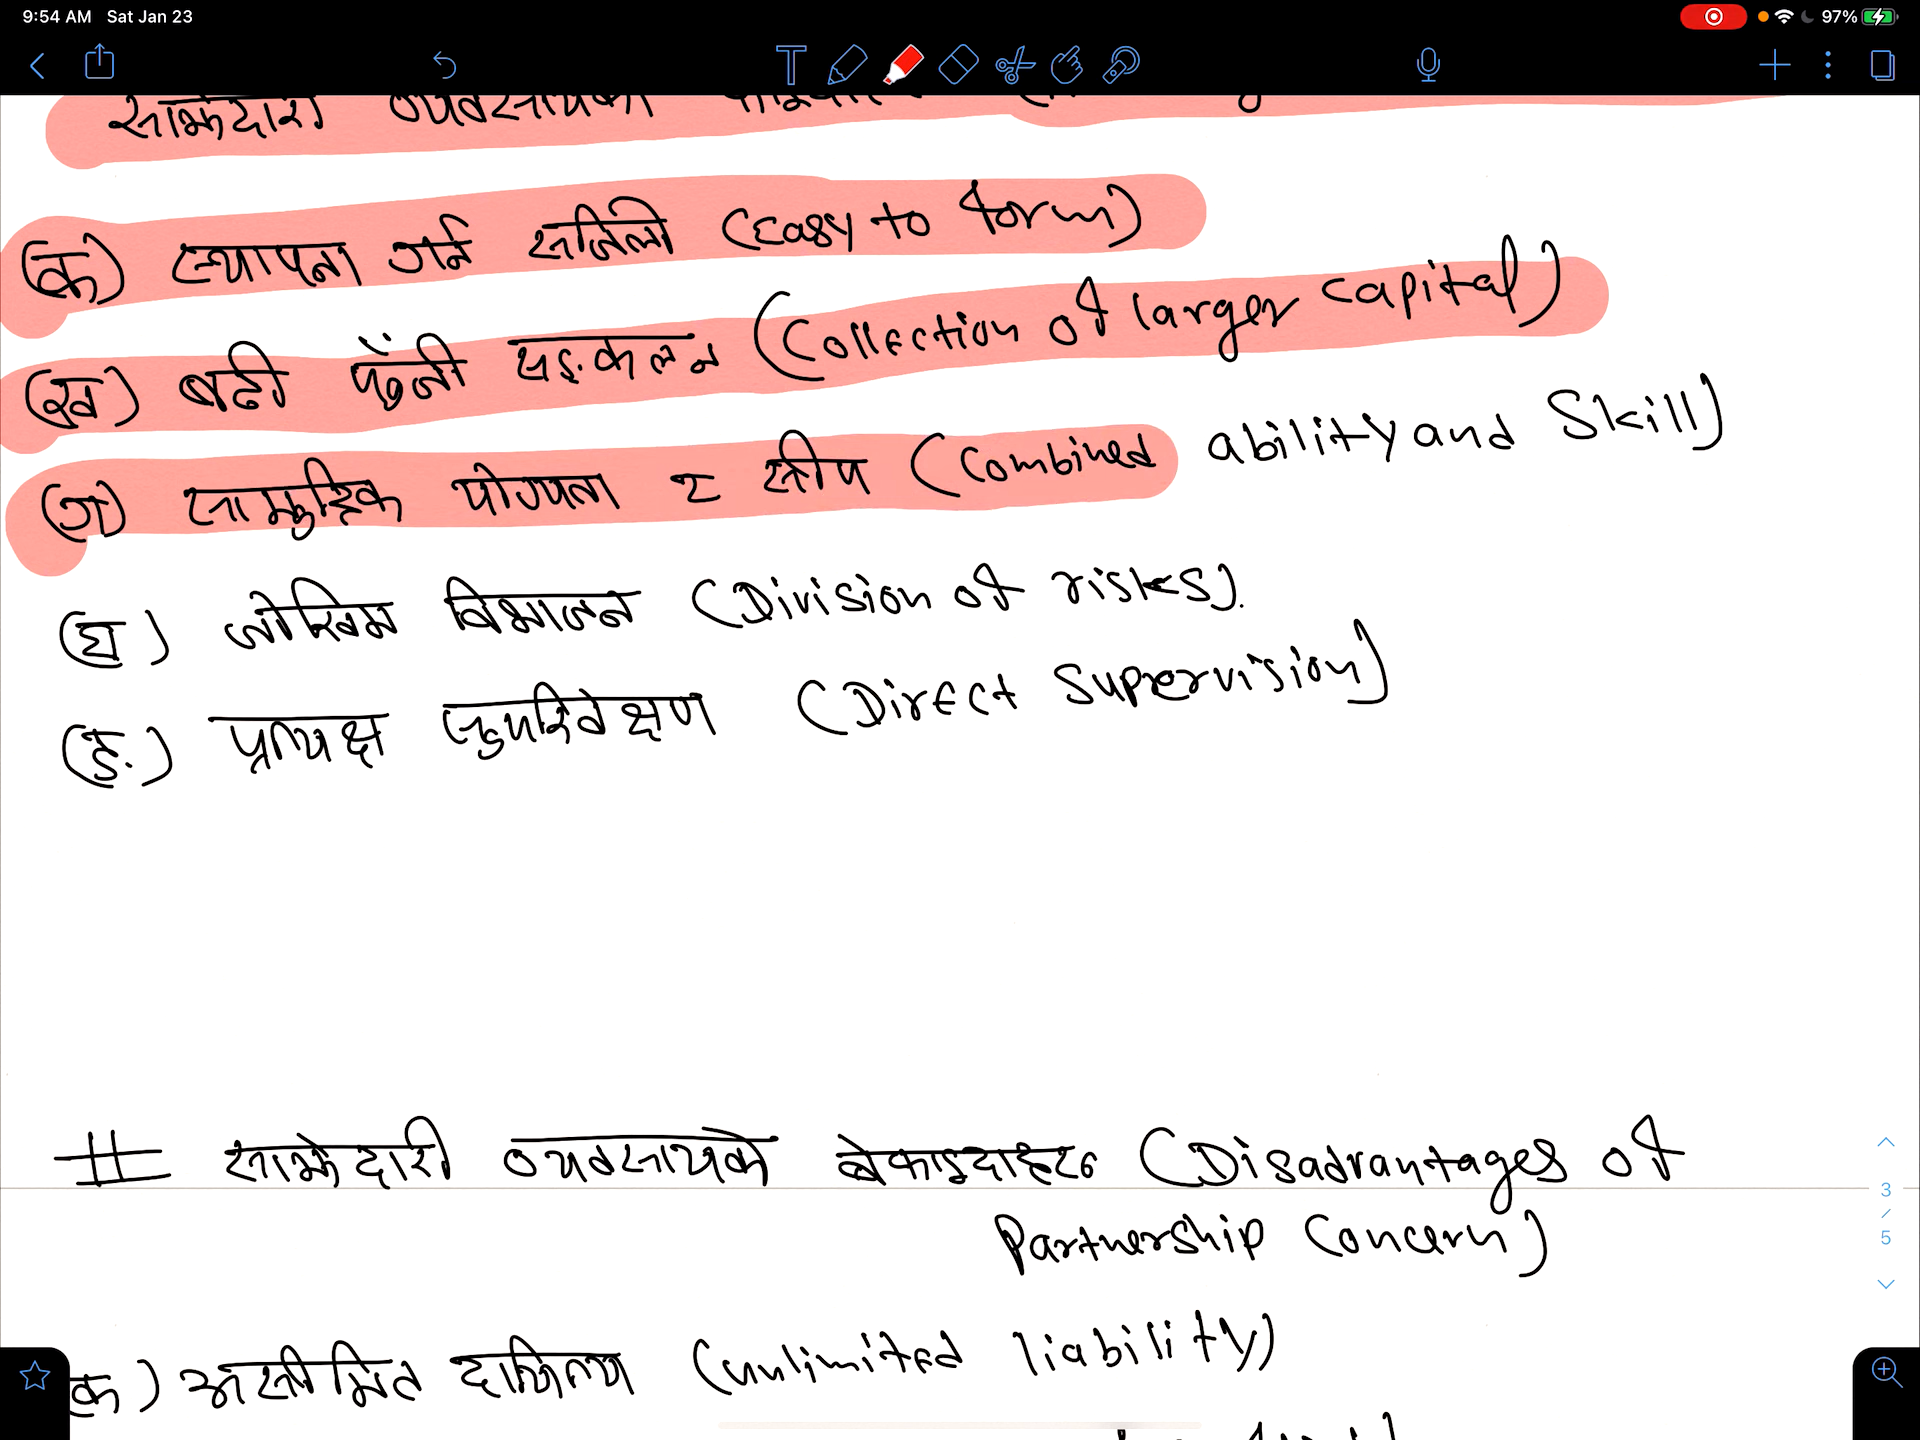 9:54 AM Sat Jan 23
97%
साझेदारी व्यवसायका
(क) स्थापना गर्न सजिलो (Easy to form)
(ख) बढी पूँजी सङ्कलन (Collection of larger capital)
(ग) सामुहिक योग्यता र सीप (Combined ability and Skill)
(घ) जोखिम विभाजन (Division of risks).
(ङ) प्रत्यक्ष सुपरिवेक्षण (Direct Supervision)
# साझेदारी व्यवसायको बेफाइदाहरु (Disadvantages of
Partnership Concern)
3
/
5
क) असीमित दायित्व (unlimited liability)